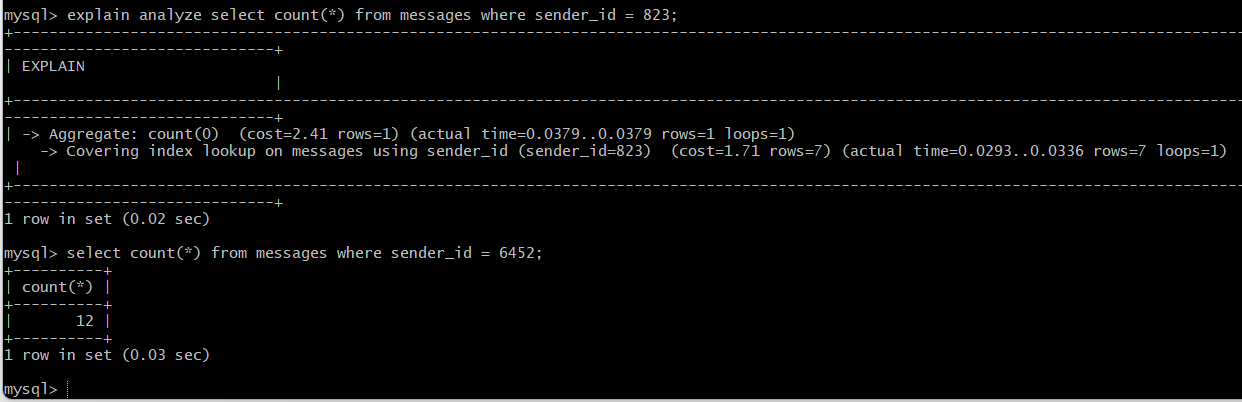 mysql> explain analyze select count(*) from messages where sender_id = 823;
+---------------------------------------------------------------------------------------------------------------------------------------
------------------------------+
| EXPLAIN
                              |
+---------------------------------------------------------------------------------------------------------------------------------------
------------------------------+
| -> Aggregate: count(0)  (cost=2.41 rows=1) (actual time=0.0379..0.0379 rows=1 loops=1)
    -> Covering index lookup on messages using sender_id (sender_id=823)  (cost=1.71 rows=7) (actual time=0.0293..0.0336 rows=7 loops=1)
 |
+---------------------------------------------------------------------------------------------------------------------------------------
------------------------------+
1 row in set (0.02 sec)

mysql> select count(*) from messages where sender_id = 6452;
+----------+
| count(*) |
+----------+
|       12 |
+----------+
1 row in set (0.03 sec)

mysql>